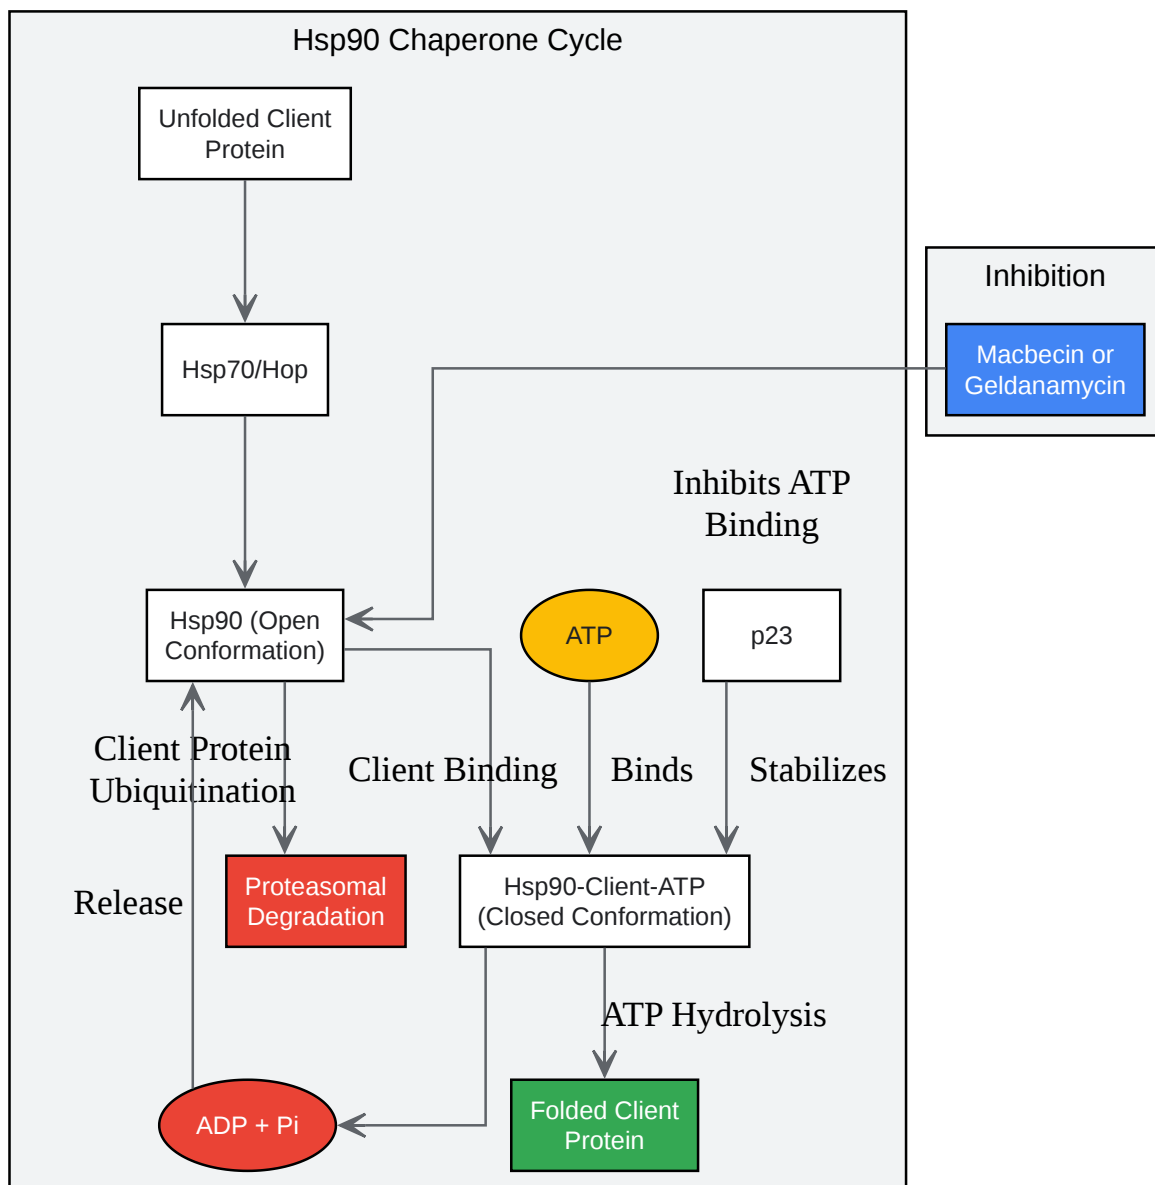 Hsp90 Chaperone Cycle
Unfolded Client
Protein
Inhibition
Hsp70/Hop
Macbecin or
Geldanamycin
Inhibits ATP
Binding
Hsp90 (Open
Conformation)
ATP
p23
Client Protein
Ubiquitination
Client Binding
Binds
Stabilizes
Release
Proteasomal
Degradation
Hsp90-Client-ATP
(Closed Conformation)
ATP Hydrolysis
ADP + Pi
Folded Client
Protein